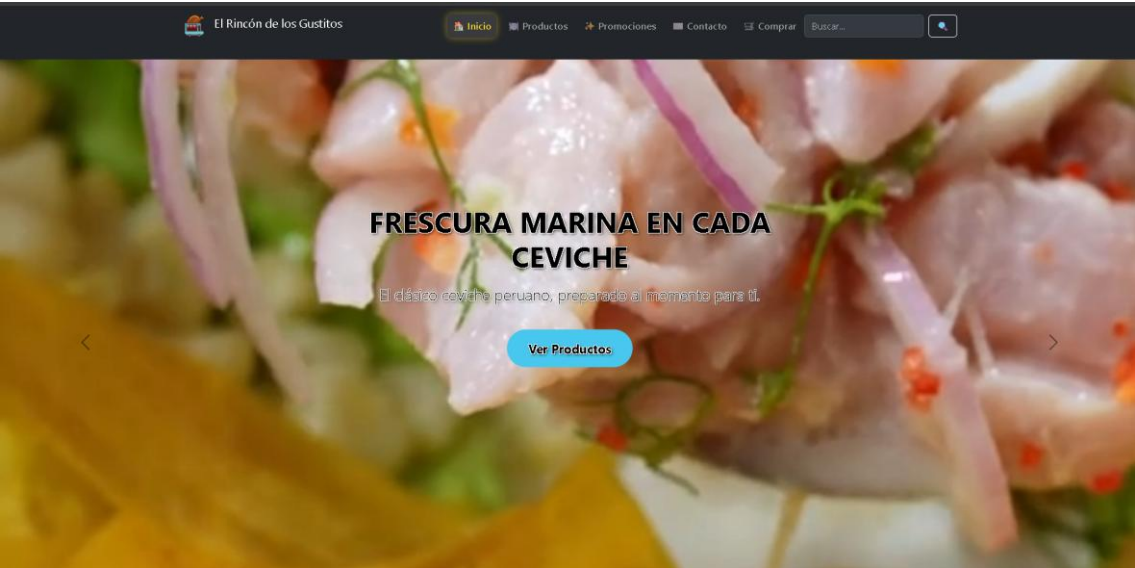 El Rincón de los Gustitos
Inicio
Productos
Promociones
Contacto
Comprar
Buscar...
FRESCURA MARINA EN CADA
CEVICHE
El clásico ceviche peruano, preparado al momento para ti.
Ver Productos